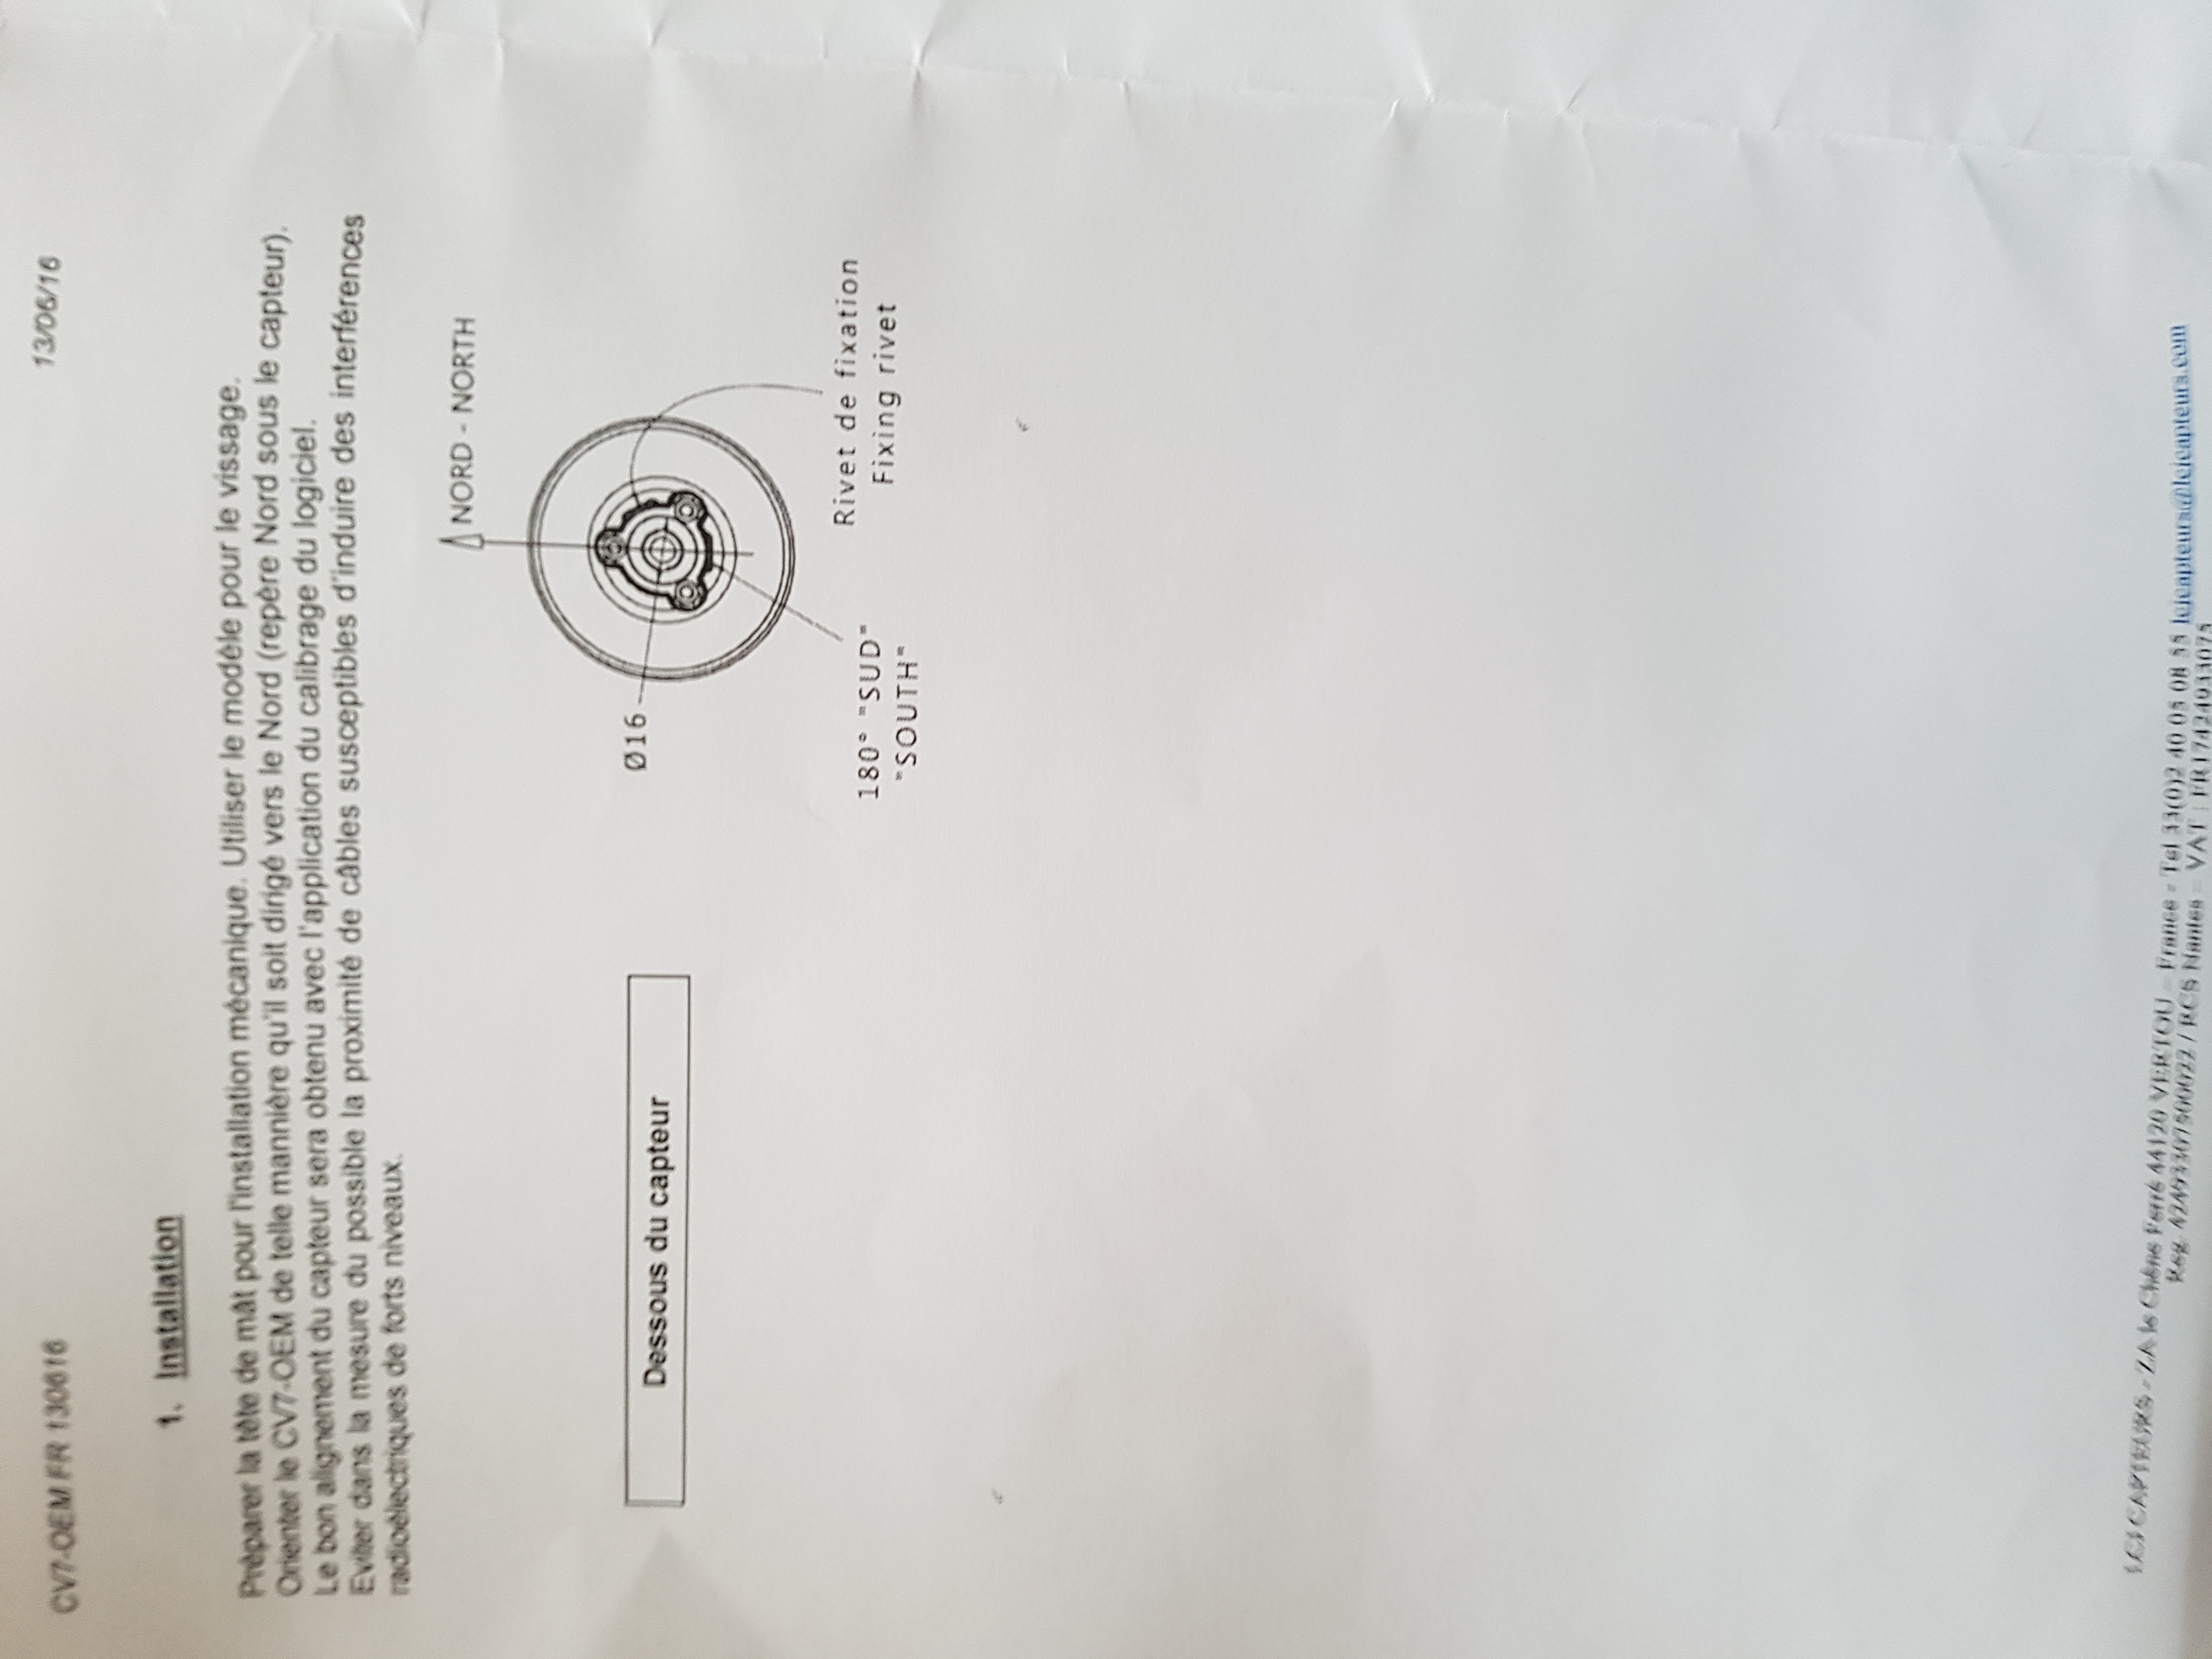 CV7-OEM FR 130616
13/06/16
1. Installation
Préparer la tête de mât pour l'installation mécanique. Utiliser le modèle pour le vissage.
Orienter le CV7-OEM de telle mannière qu'il soit dirigé vers le Nord (repère Nord sous le capteur).
Le bon alignement du capteur sera obtenu avec l'application du calibrage du logiciel.
Eviter dans la mesure du possible la proximité de câbles susceptibles d'induire des interférences
radioélectriques de forts niveaux.
NORD - NORTH
Ø16
Dessous du capteur
Rivet de fixation
Fixing rivet
180° "SUD"
"SOUTH"
LCJ CAPTEURS - ZA le Chêne Ferré 44120 VERTOU - France - Tel 33(0)2 40 05 08 55 lcjcapteurs@lcjcapteurs.com
Reg. 42493307500022 / RCS Nantes - VAT : FR17424933075